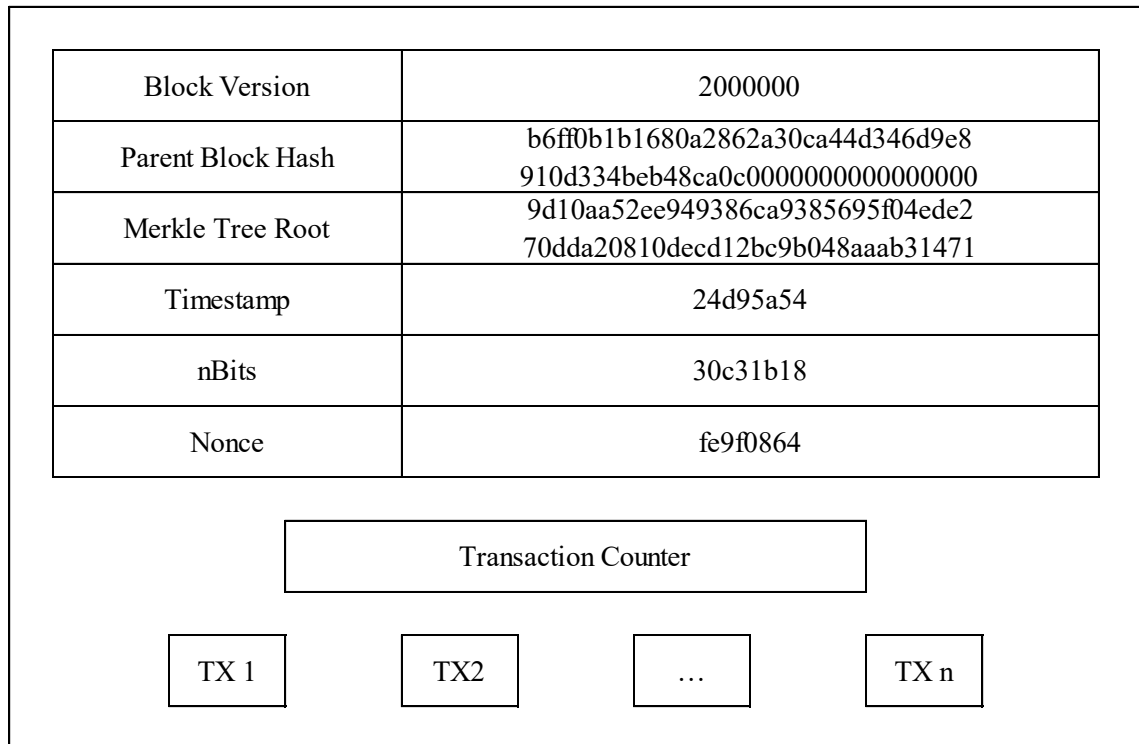 Block Version 2000000
Parent Block Hash b6ff0b1b1680a2862a30ca44d346d9e8
910d334beb48ca0c0000000000000000
Merkle Tree Root 9d10aa52ee949386ca9385695f04ede2
70dda20810decd12bc9b048aaab31471
Timestamp 24d95a54
nBits 30c31b18
Nonce fe9f0864
Transaction Counter
TX 1 TX2 … TX n